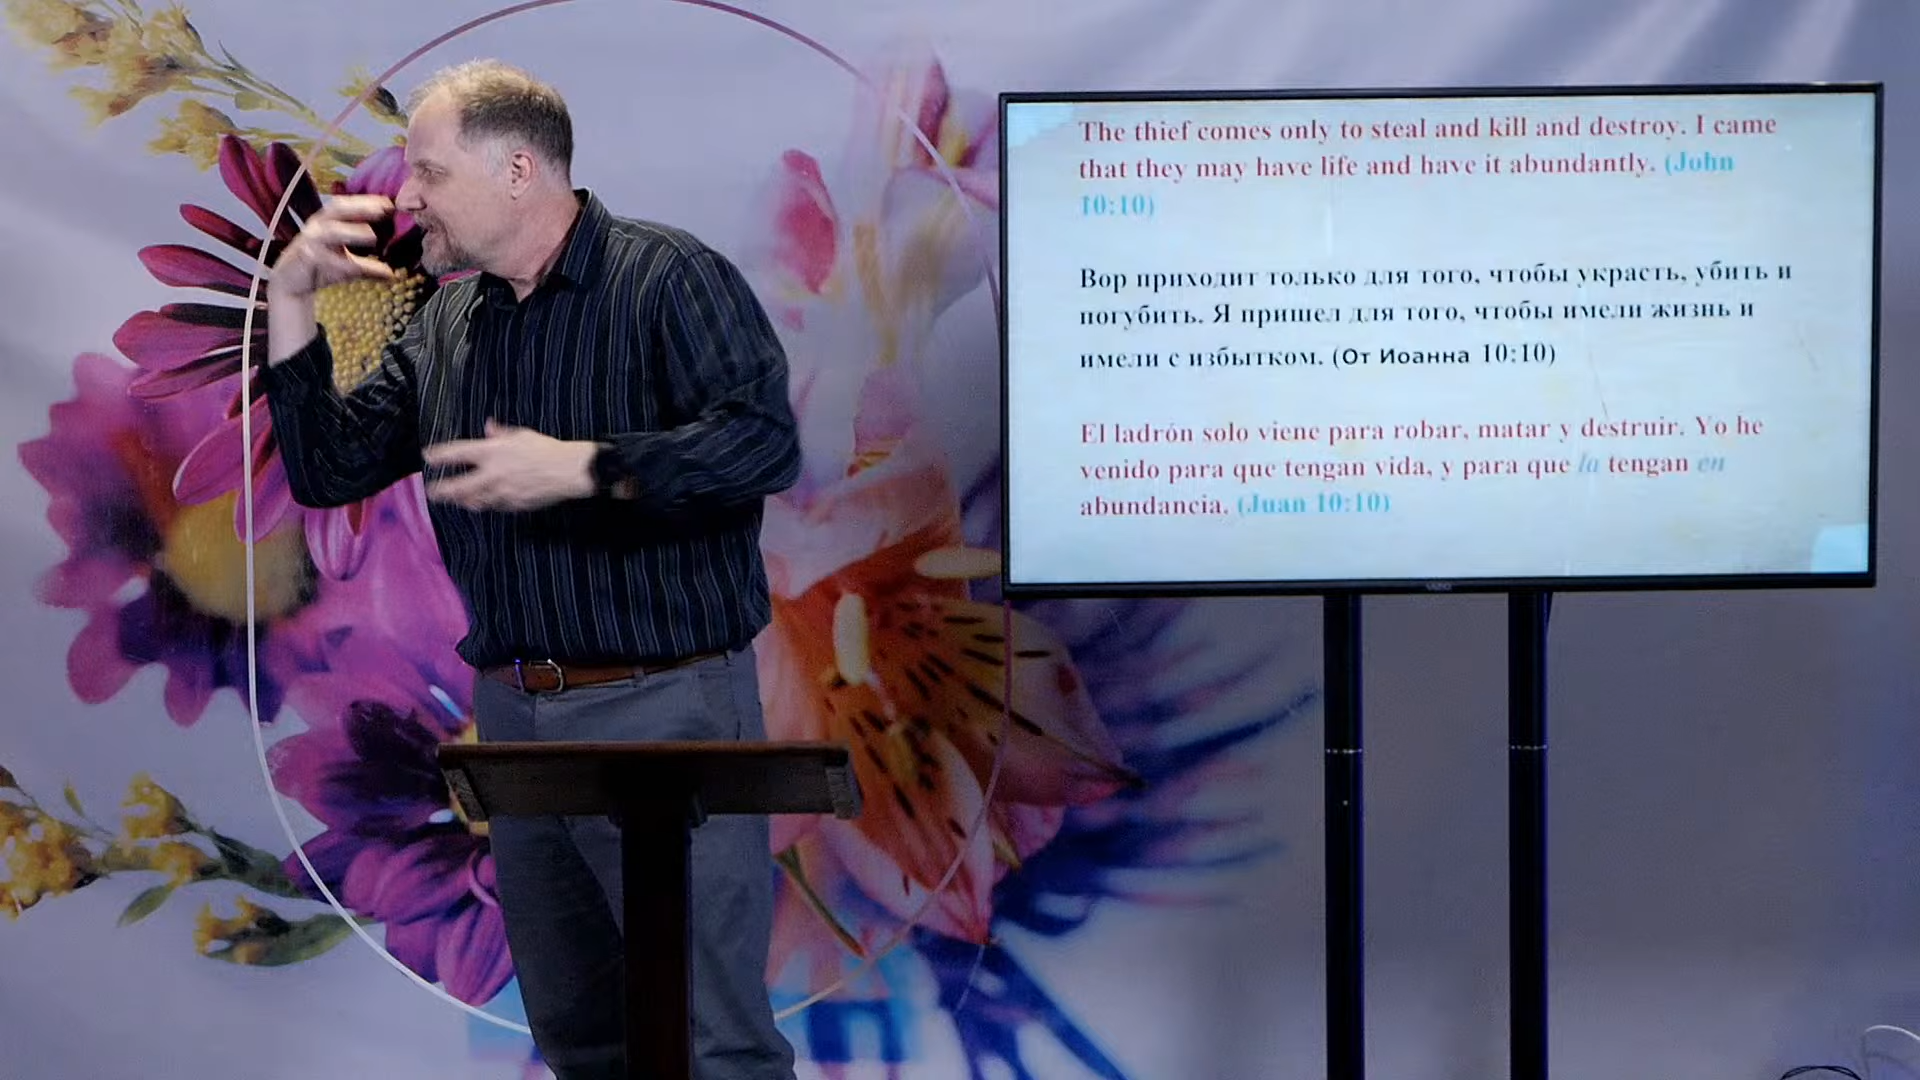 The thief comes only to steal and kill and destroy. I came
that they may have life and have it abundantly. (John
10:10)
Вор приходит только для того, чтобы украсть, убить и
погубить. Я пришел для того, чтобы имели жизнь и
имели с избытком. (От Иоанна 10:10)
El ladrón solo viene para robar, matar y destruir. Yo he
venido para que tengan vida, y para que la tengan en
abundancia. (Juan 10:10)